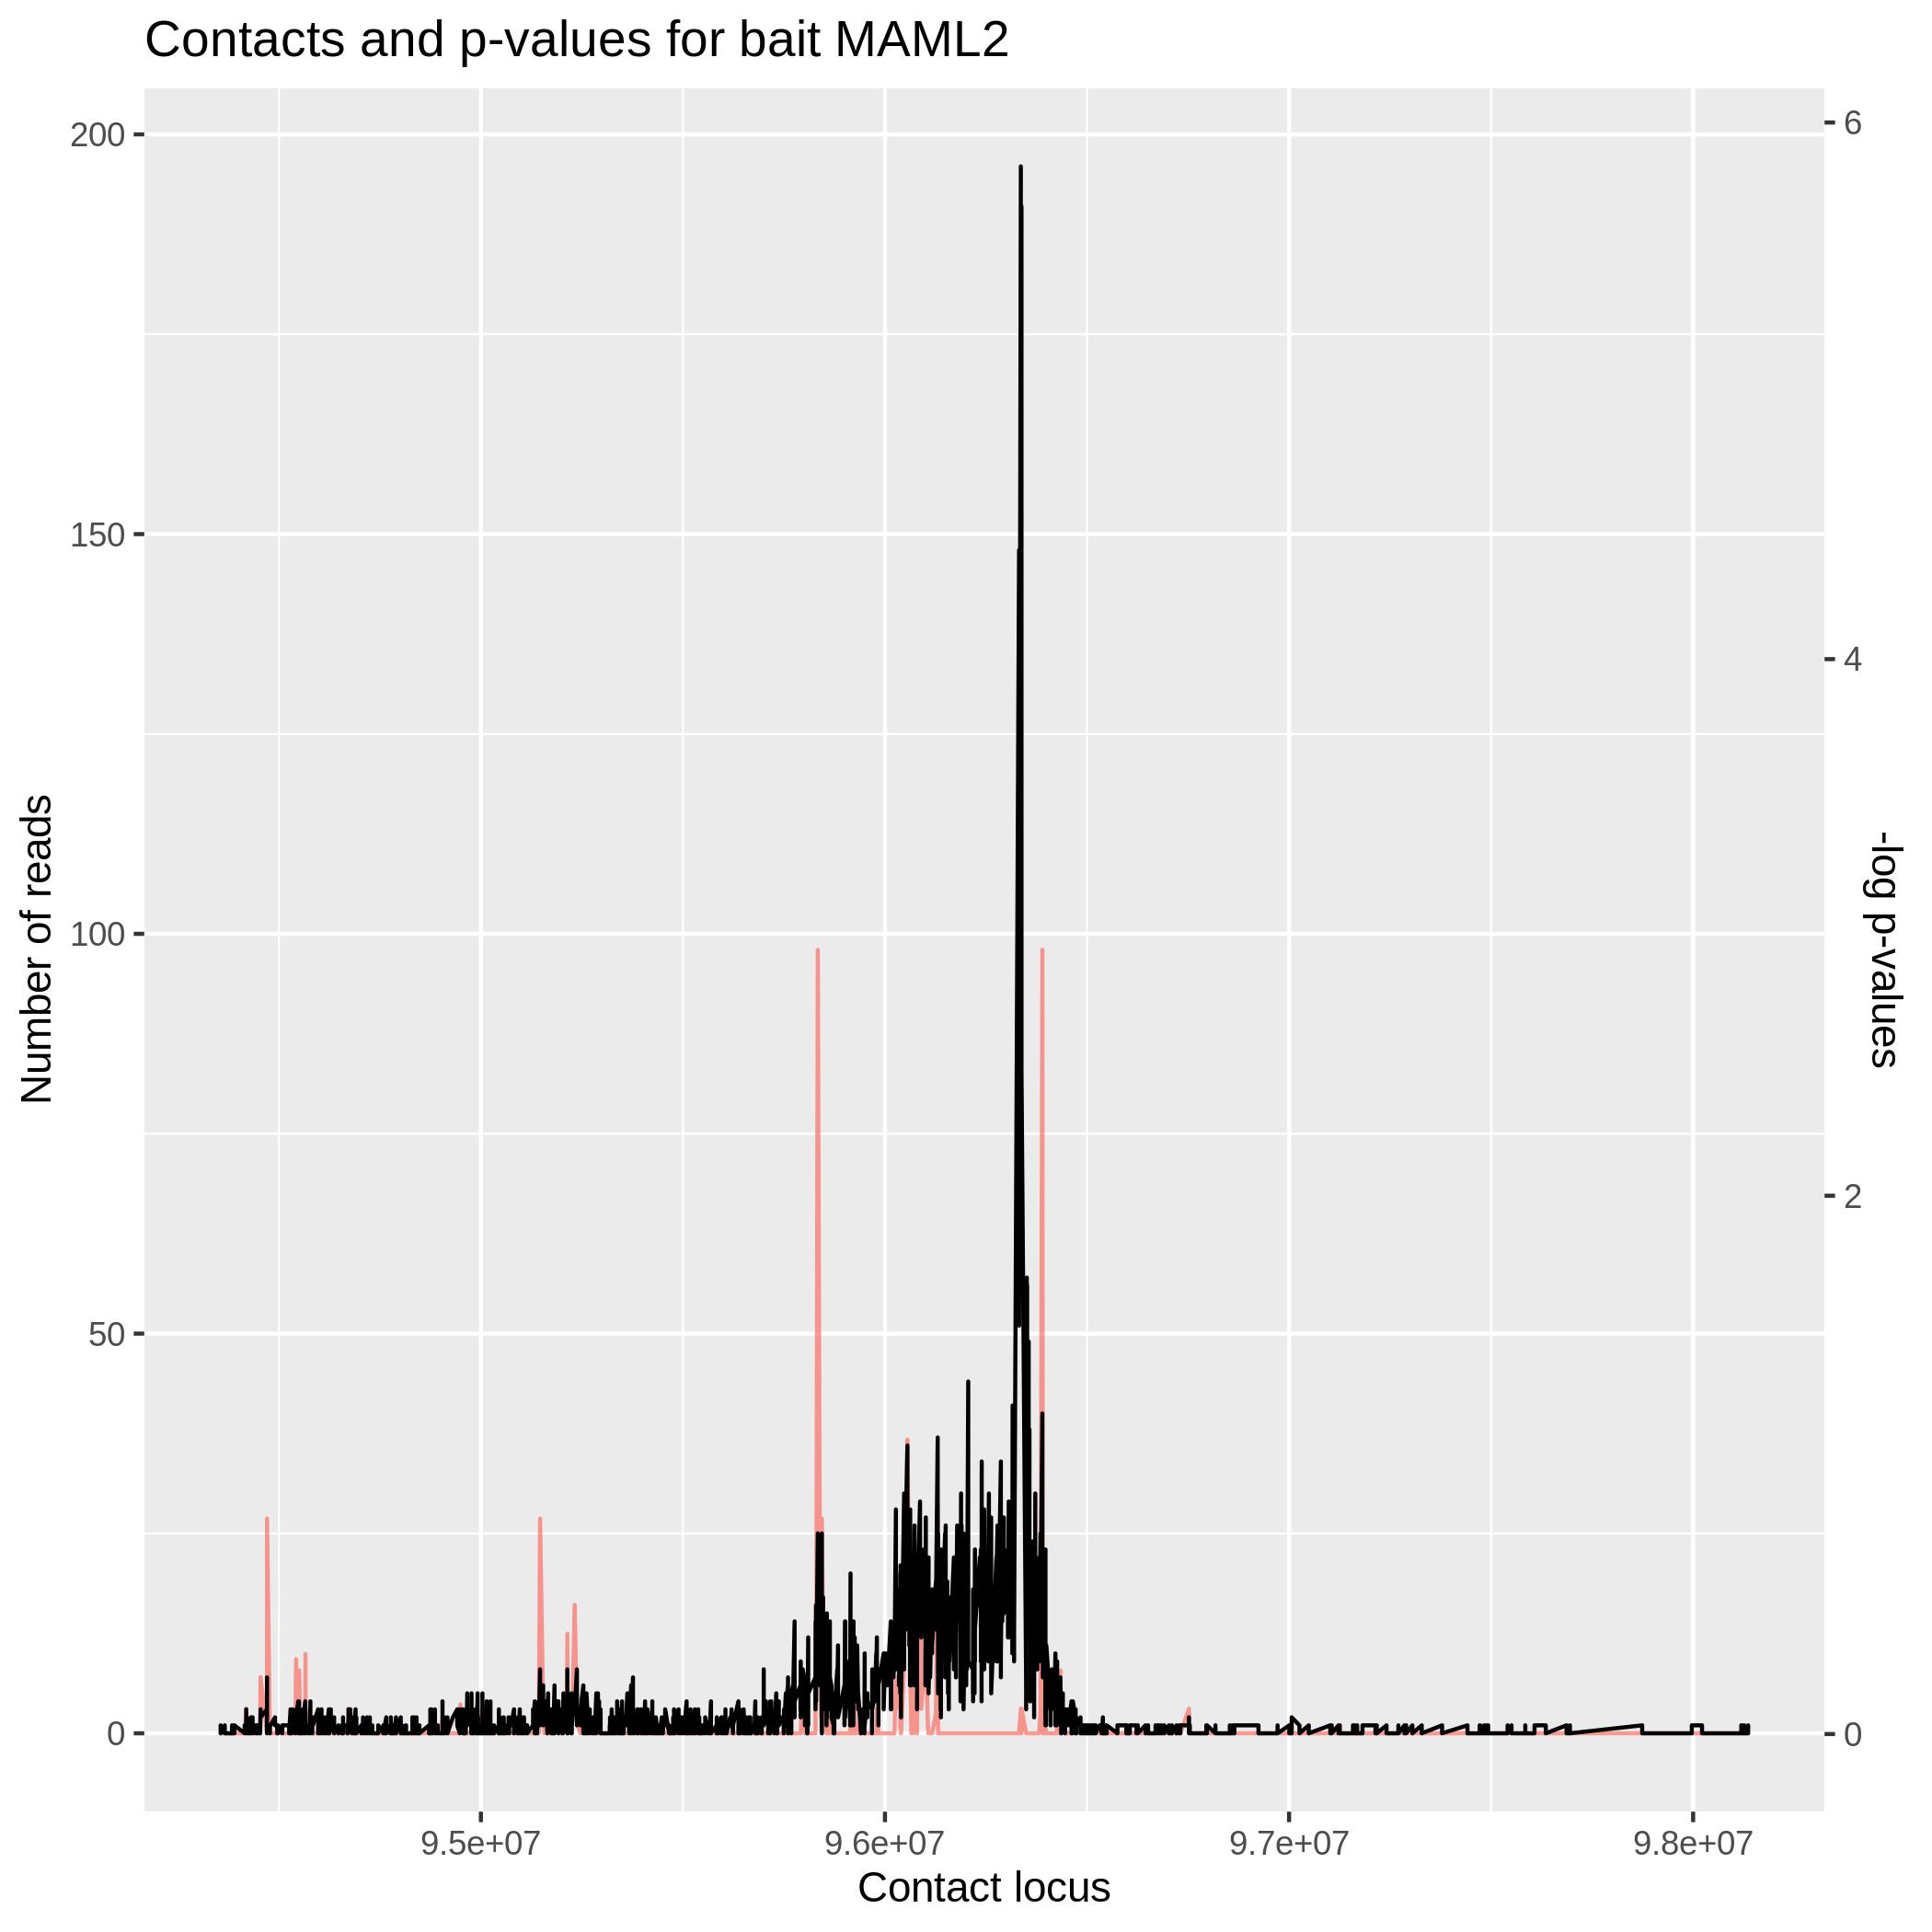 Contacts and p-values for bait MAML2
200
150
100
50
0
Number of reads
6
4
2
0
-log p-values
9.5e+07
9.6e+07
9.7e+07
9.8e+07
Contact locus